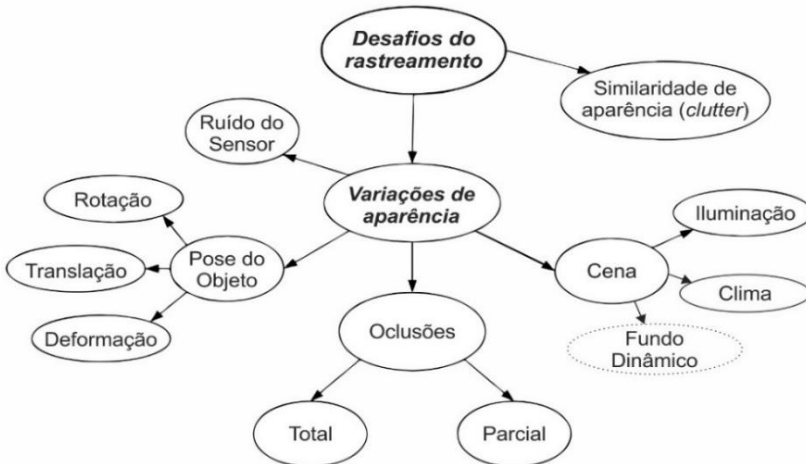 Desafios do
rastreamento
Similaridade de
aparência (clutter)
Ruído do
Sensor
Variações de
aparência
Rotação
Iluminação
Pose do
Objeto
Translação
Cena
Clima
Deformação
Oclusões
Fundo
Dinâmico
Total
Parcial